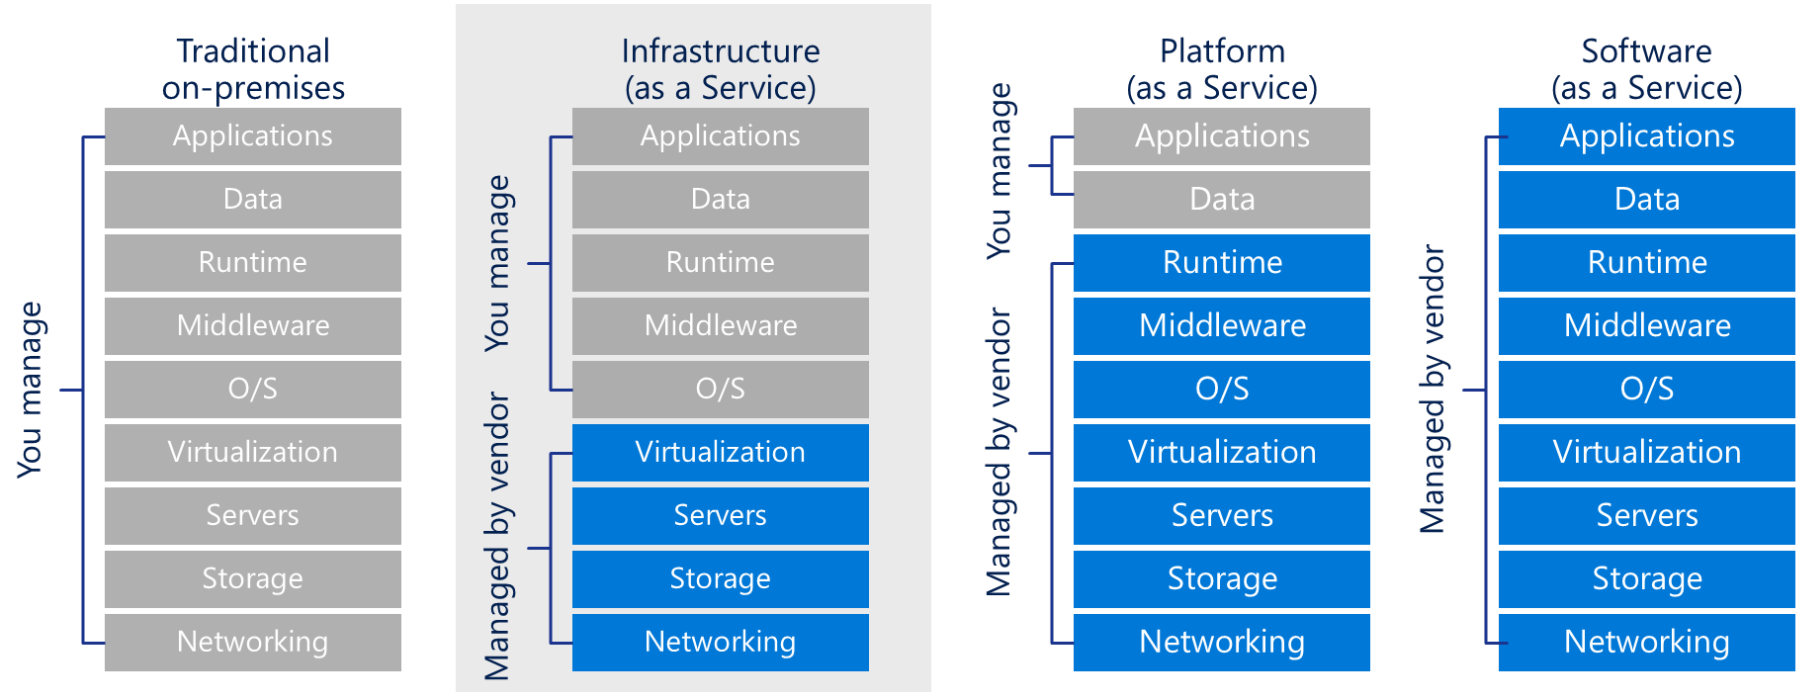 Traditional
on-premises
You manage
Applications
Data
Runtime
Middleware
O/S
Virtualization
Servers
Storage
Networking
Infrastructure
(as a Service)
You manage
Managed by vendor
Applications
Data
Runtime
Middleware
O/S
Virtualization
Servers
Storage
Networking
Platform
(as a Service)
You manage
Managed by vendor
Applications
Data
Runtime
Middleware
O/S
Virtualization
Servers
Storage
Networking
Software
(as a Service)
Managed by vendor
Applications
Data
Runtime
Middleware
O/S
Virtualization
Servers
Storage
Networking